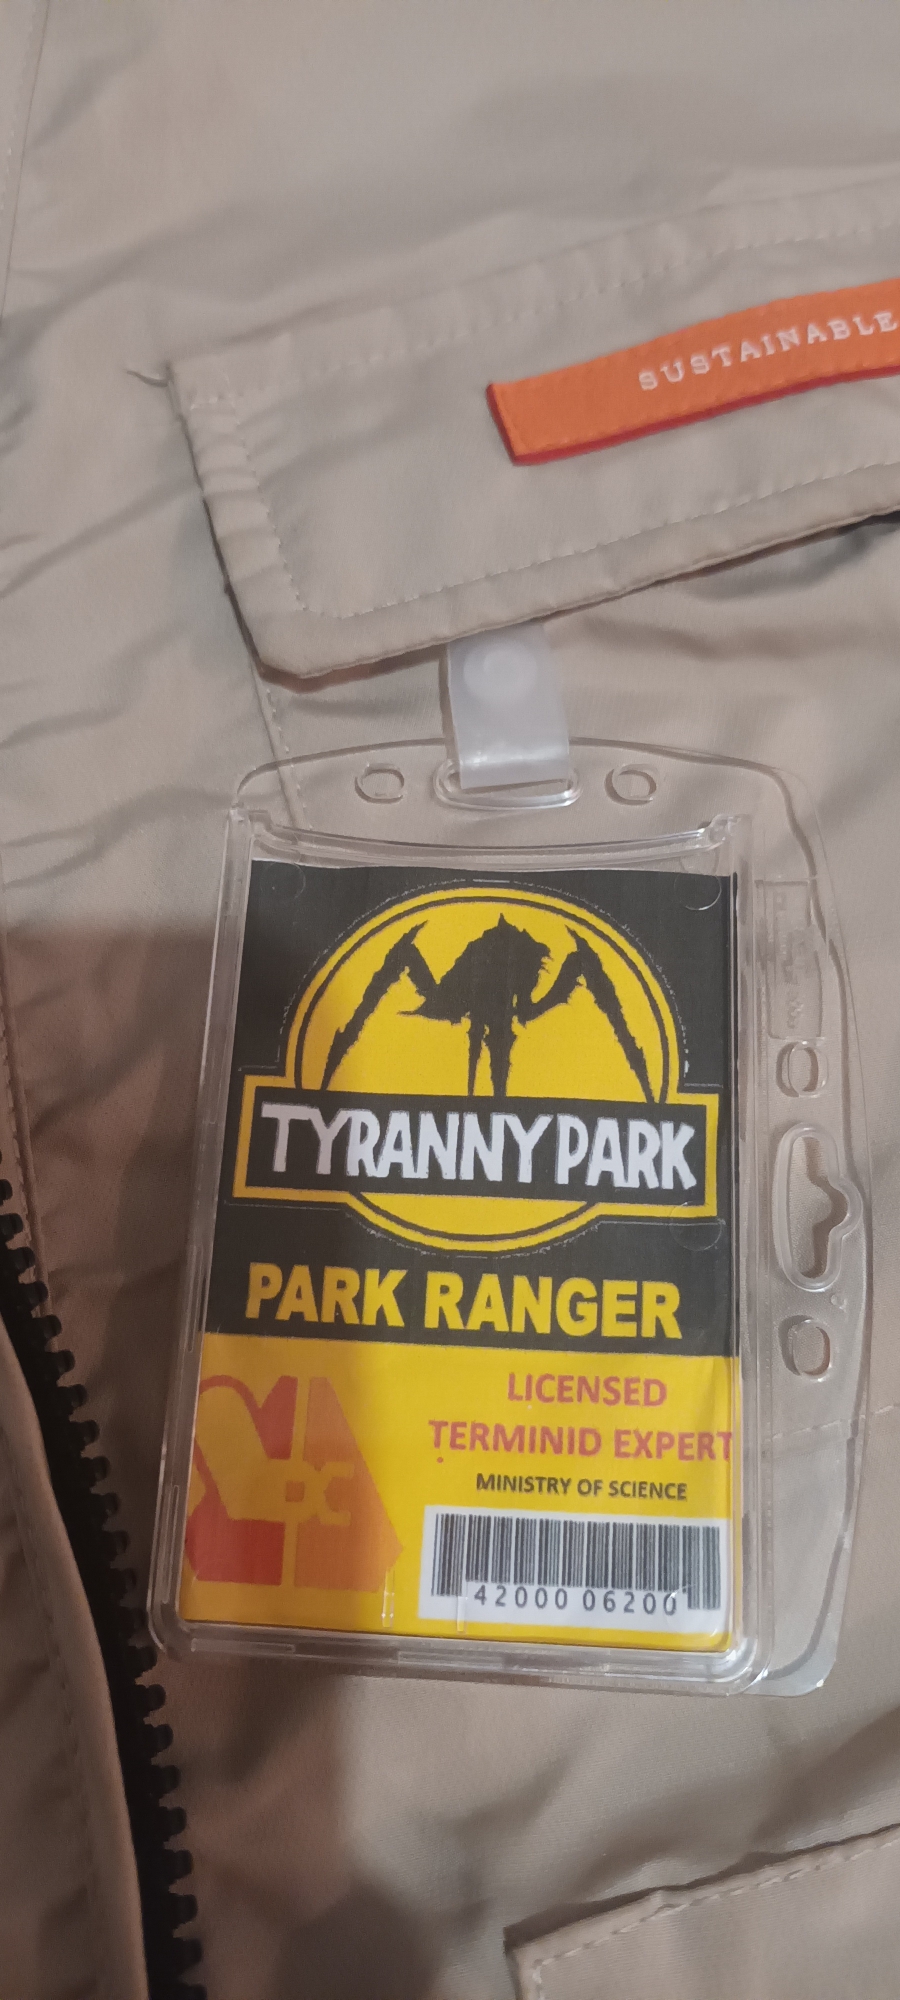 SUSTAINABLE
TYRANNY PARK
PARK RANGER
LICENSED
TERMINID EXPERT
MINISTRY OF SCIENCE
42000 06200